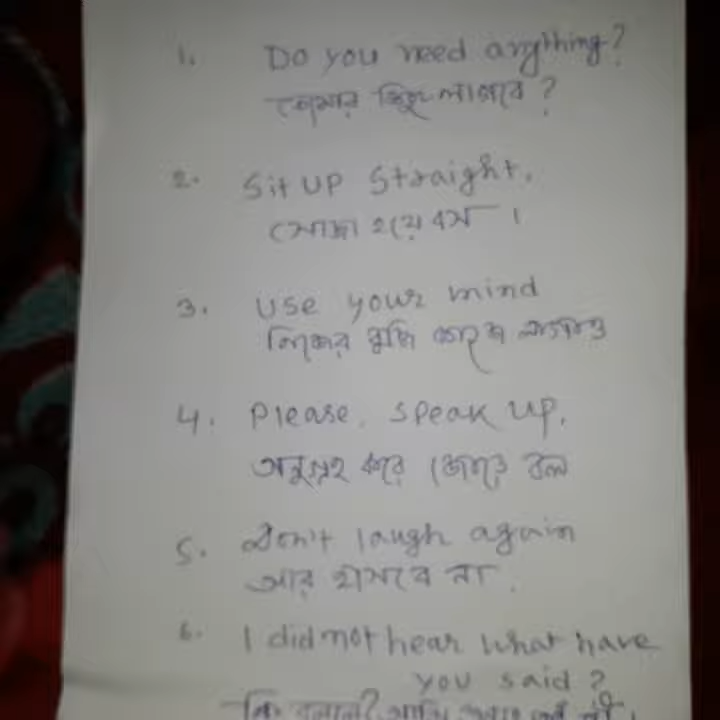 1. Do you need anything?
তোমার কিছু লাগবে?
2. Sit up straight.
সোজা হয়ে বস।
3. Use your mind
নিজের বুদ্ধি কাজে লাগাও
4. Please, speak up.
অনুগ্রহ করে জোরে বল
5. Don't laugh again
আর হাসবে না.
6. I did not hear what have
you said?
কি বললে? আমি